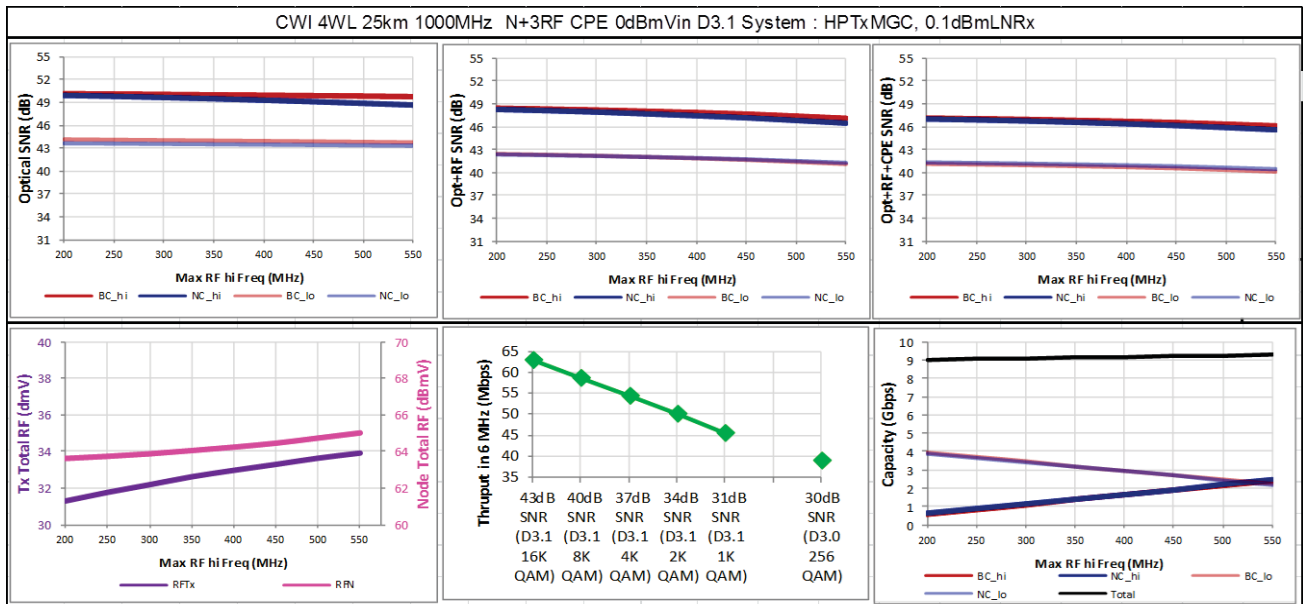 CWI 4WL 25km 1000MHz N+3RF CPE 0dBmVin D3.1 System : HPTxMGC, 0.1dBmLNRx
Optical SNR (dB)
55
52
49
46
43
40
37
34
31
200 250 300 350 400 450 500 550
Max RF hi Freq (MHz)
BC_hi NC_hi BC_lo NC_lo
Opt+RF SNR (dB)
55
52
49
46
43
40
37
34
31
200 250 300 350 400 450 500 550
Max RF hi Freq (MHz)
BC_hi NC_hi BC_lo NC_lo
Opt+RF+CPE SNR (dB)
55
52
49
46
43
40
37
34
31
200 250 300 350 400 450 500 550
Max RF hi Freq (MHz)
BC_hi NC_hi BC_lo NC_lo
Tx Total RF (dmV)
40
38
36
34
32
30
70
68
66
64
62
60
Node Total RF (dBmV)
200 250 300 350 400 450 500 550
Max RF hi Freq (MHz)
RFTx RFN
Thruput in 6 MHz (Mbps)
65
60
55
50
45
40
35
43dB 40dB 37dB 34dB 31dB 30dB
SNR SNR SNR SNR SNR SNR
(D3.1 (D3.1 (D3.1 (D3.1 (D3.1 (D3.0
16K 8K 4K 2K 1K 256
QAM) QAM) QAM) QAM) QAM) QAM)
Capacity (Gbps)
10
9
8
7
6
5
4
3
2
1
0
200 250 300 350 400 450 500 550
Max RF hi Freq (MHz)
BC_hi NC_hi BC_lo
NC_lo Total